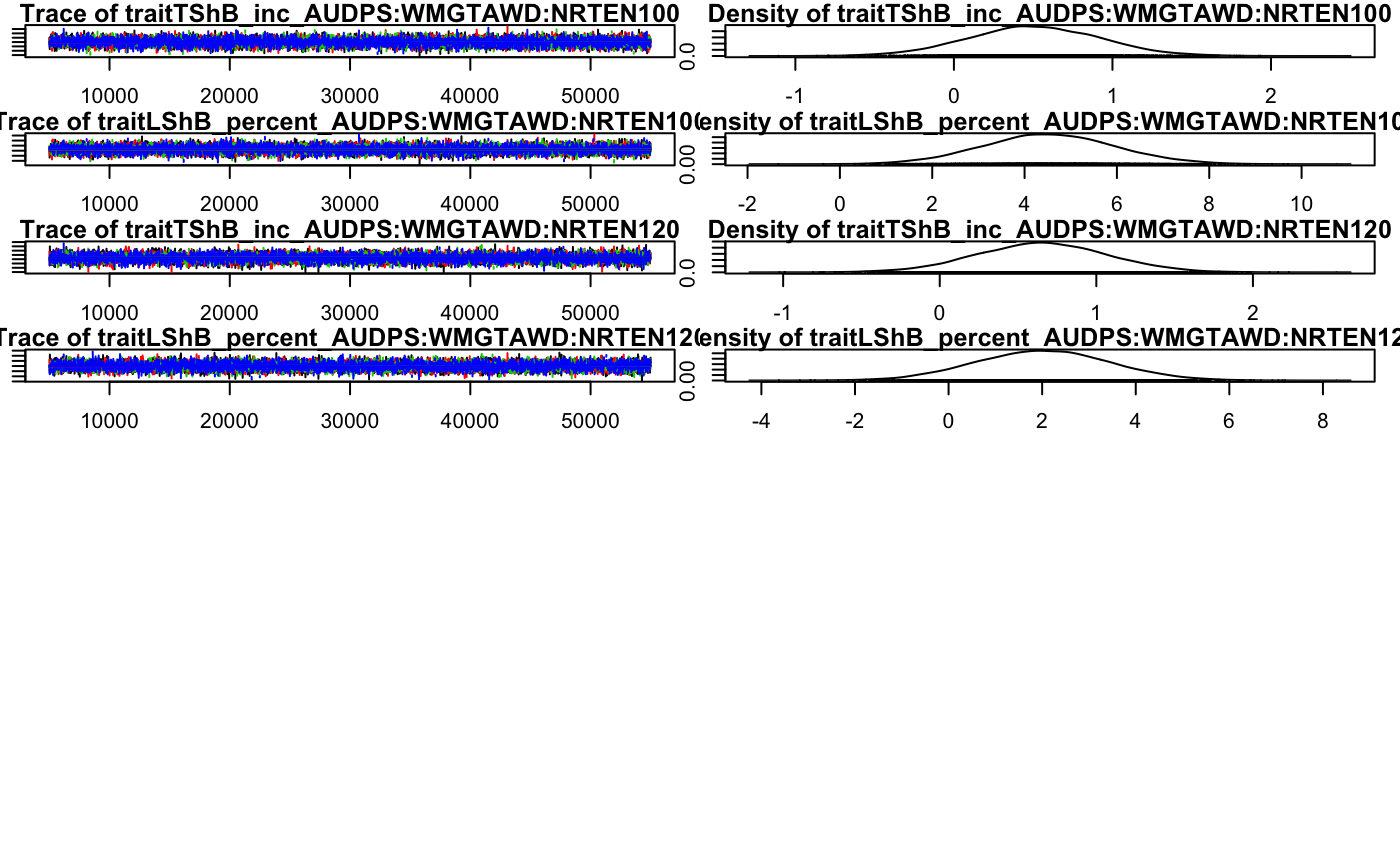 Trace of traitTShB_inc_AUDPS:WMGTAWD:NRTEN100
Density of traitTShB_inc_AUDPS:WMGTAWD:NRTEN100
0.0
10000 20000 30000 40000 50000
-1 0 1 2
Trace of traitLShB_percent_AUDPS:WMGTAWD:NRTEN100
ensity of traitLShB_percent_AUDPS:WMGTAWD:NRTEN10
0.00
10000 20000 30000 40000 50000
-2 0 2 4 6 8 10
Trace of traitTShB_inc_AUDPS:WMGTAWD:NRTEN120
Density of traitTShB_inc_AUDPS:WMGTAWD:NRTEN120
0.0
10000 20000 30000 40000 50000
-1 0 1 2
Trace of traitLShB_percent_AUDPS:WMGTAWD:NRTEN120
ensity of traitLShB_percent_AUDPS:WMGTAWD:NRTEN12
0.00
10000 20000 30000 40000 50000
-4 -2 0 2 4 6 8